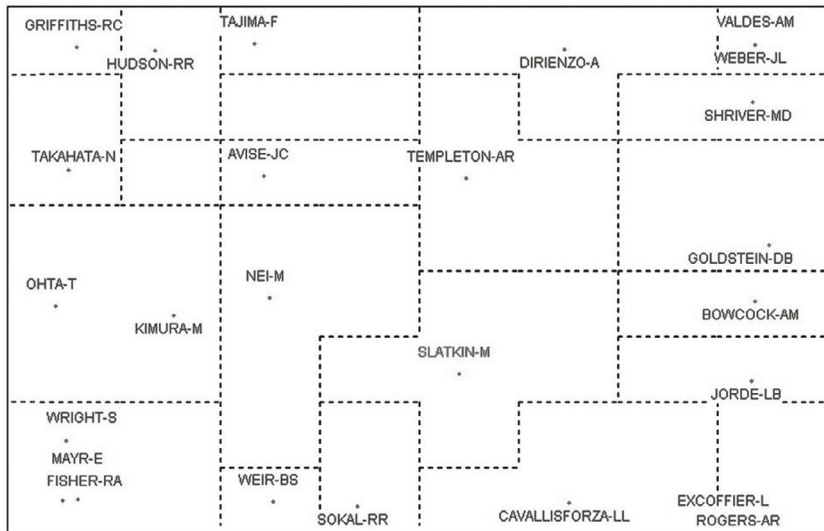 GRIFFITHS-RC
TAJIMA-F
VALDES-AM
HUDSON-RR
DIRIENZO-A
WEBER-JL
SHRIVER-MD
TAKAHATA-N
AVISE-JC
TEMPLETON-AR
GOLDSTEIN-DB
OHTA-T
NEI-M
KIMURA-M
BOWCOCK-AM
SLATKIN-M
JORDE-LB
WRIGHT-S
MAYR-E
FISHER-RA
WEIR-BS
SOKAL-RR
CAVALLISFORZA-LL
EXCOFFIER-L
ROGERS-AR